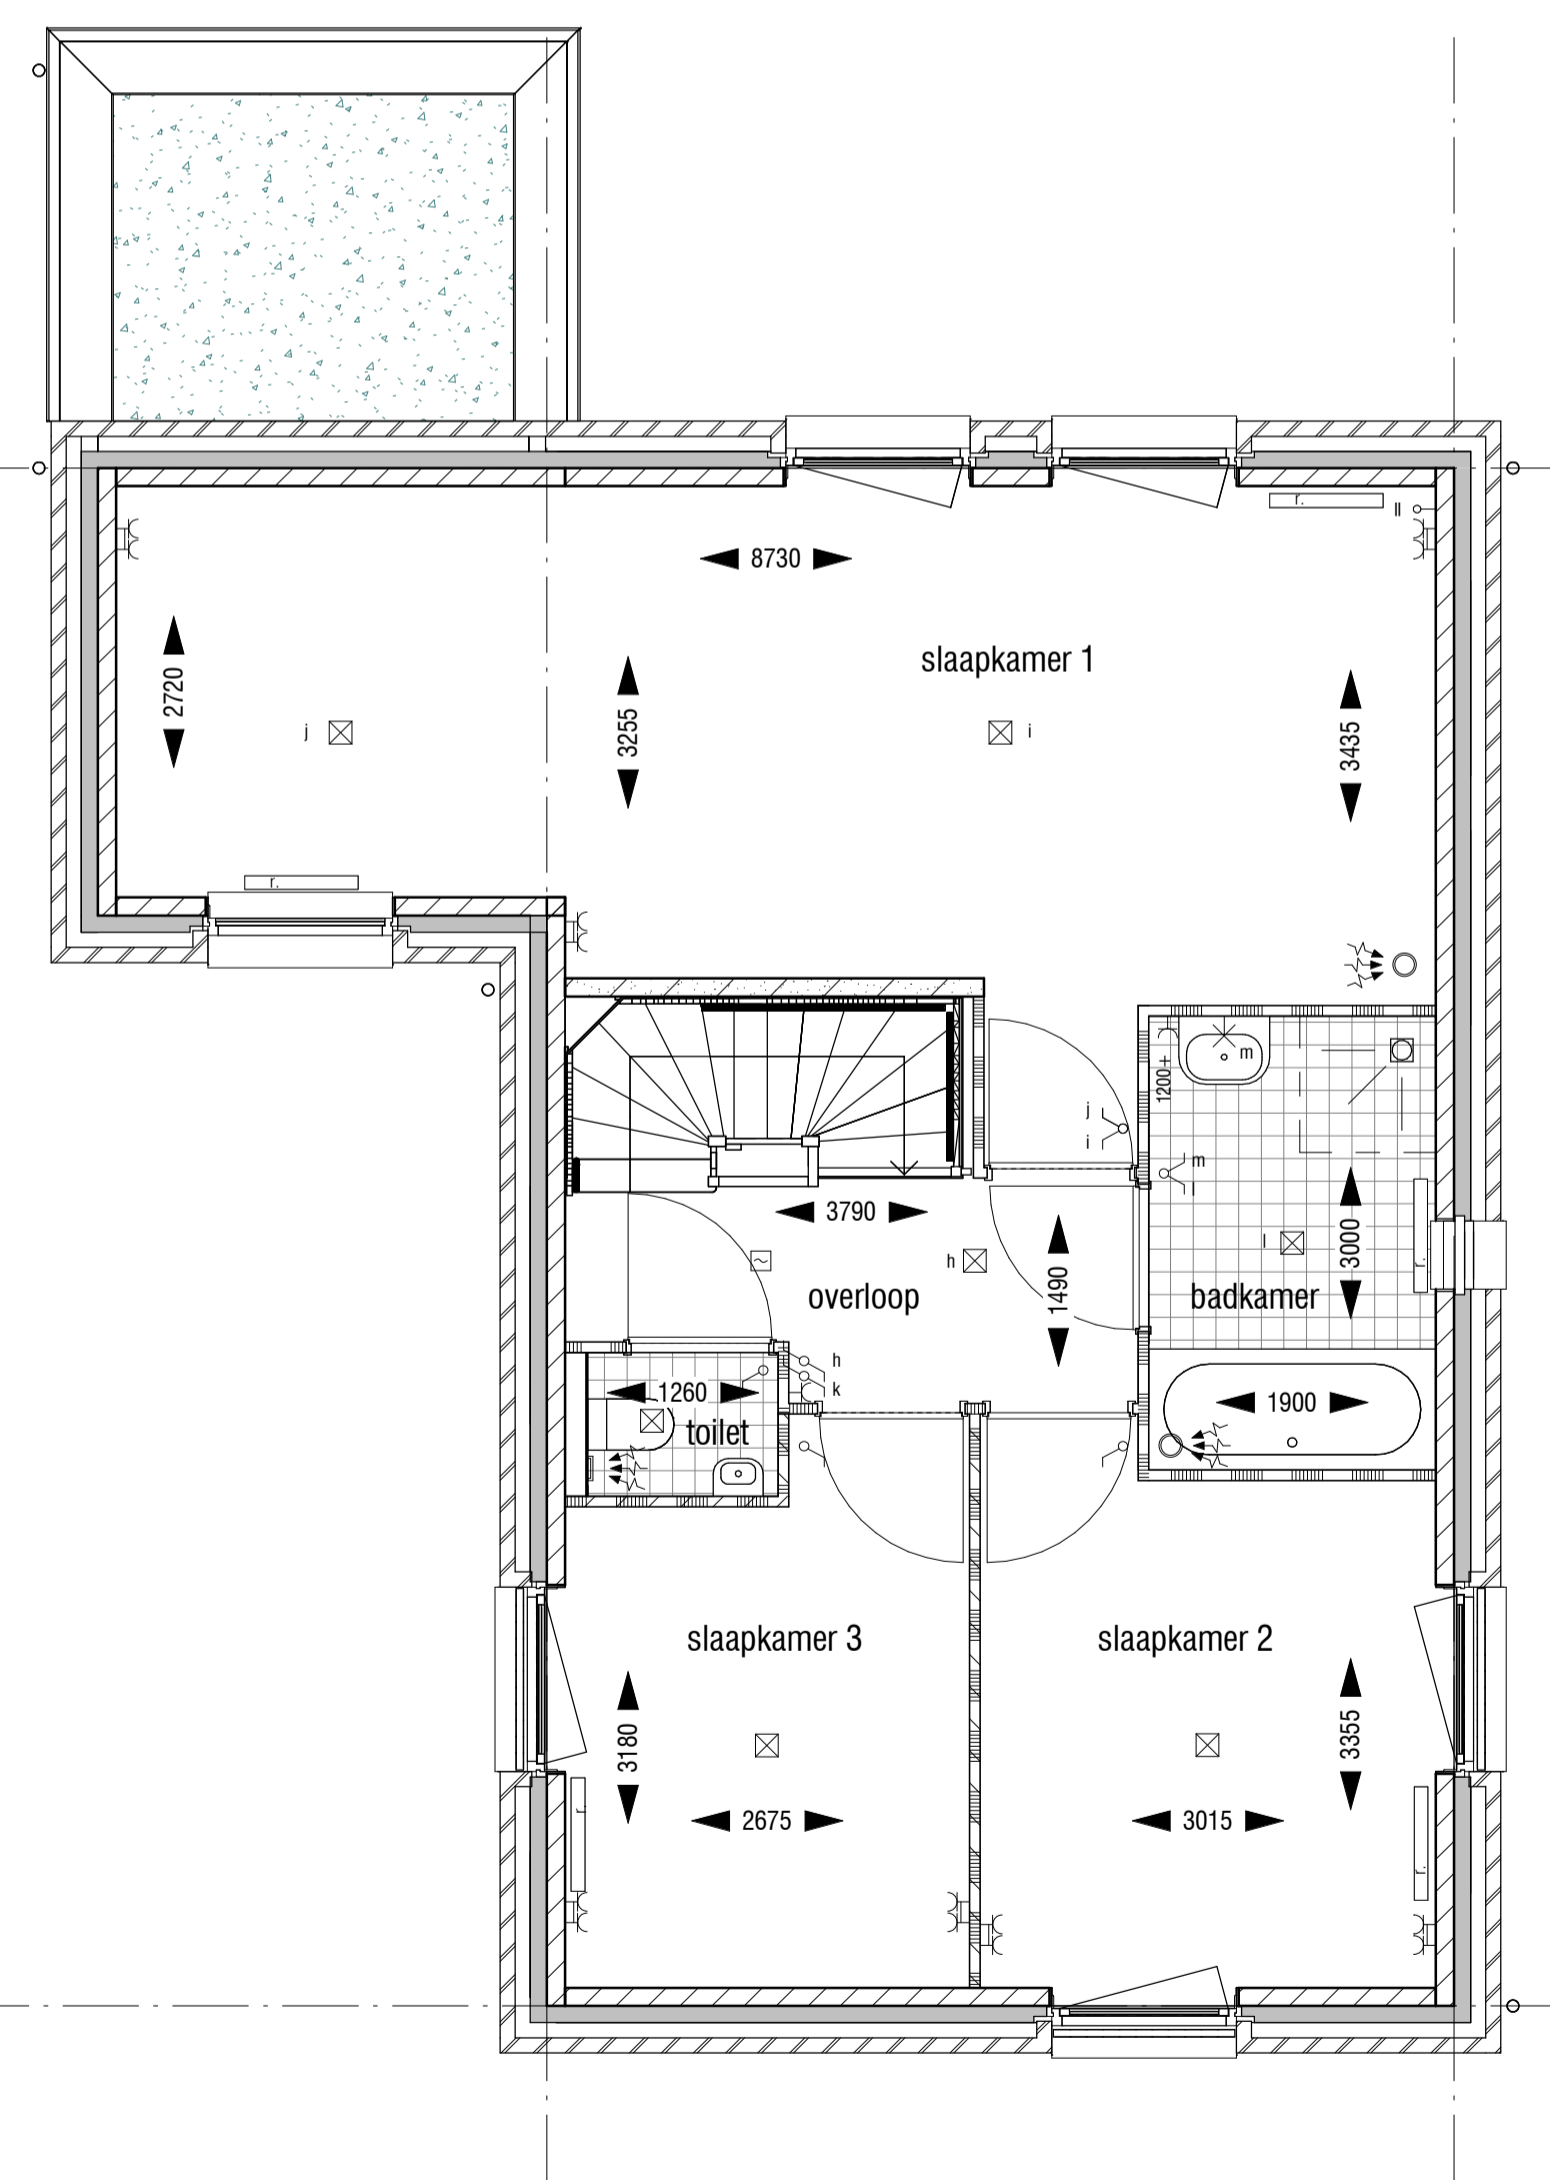 r.
II
8730
slaapkamer 1
2720
3255
3435
j
i
r.
m
1200+
j
i
m
l
3790
3000
h
overloop
1490
badkamer
r.
h
k
1260
toilet
1900
slaapkamer 3
slaapkamer 2
3180
3355
2675
3015
r.
r.
l